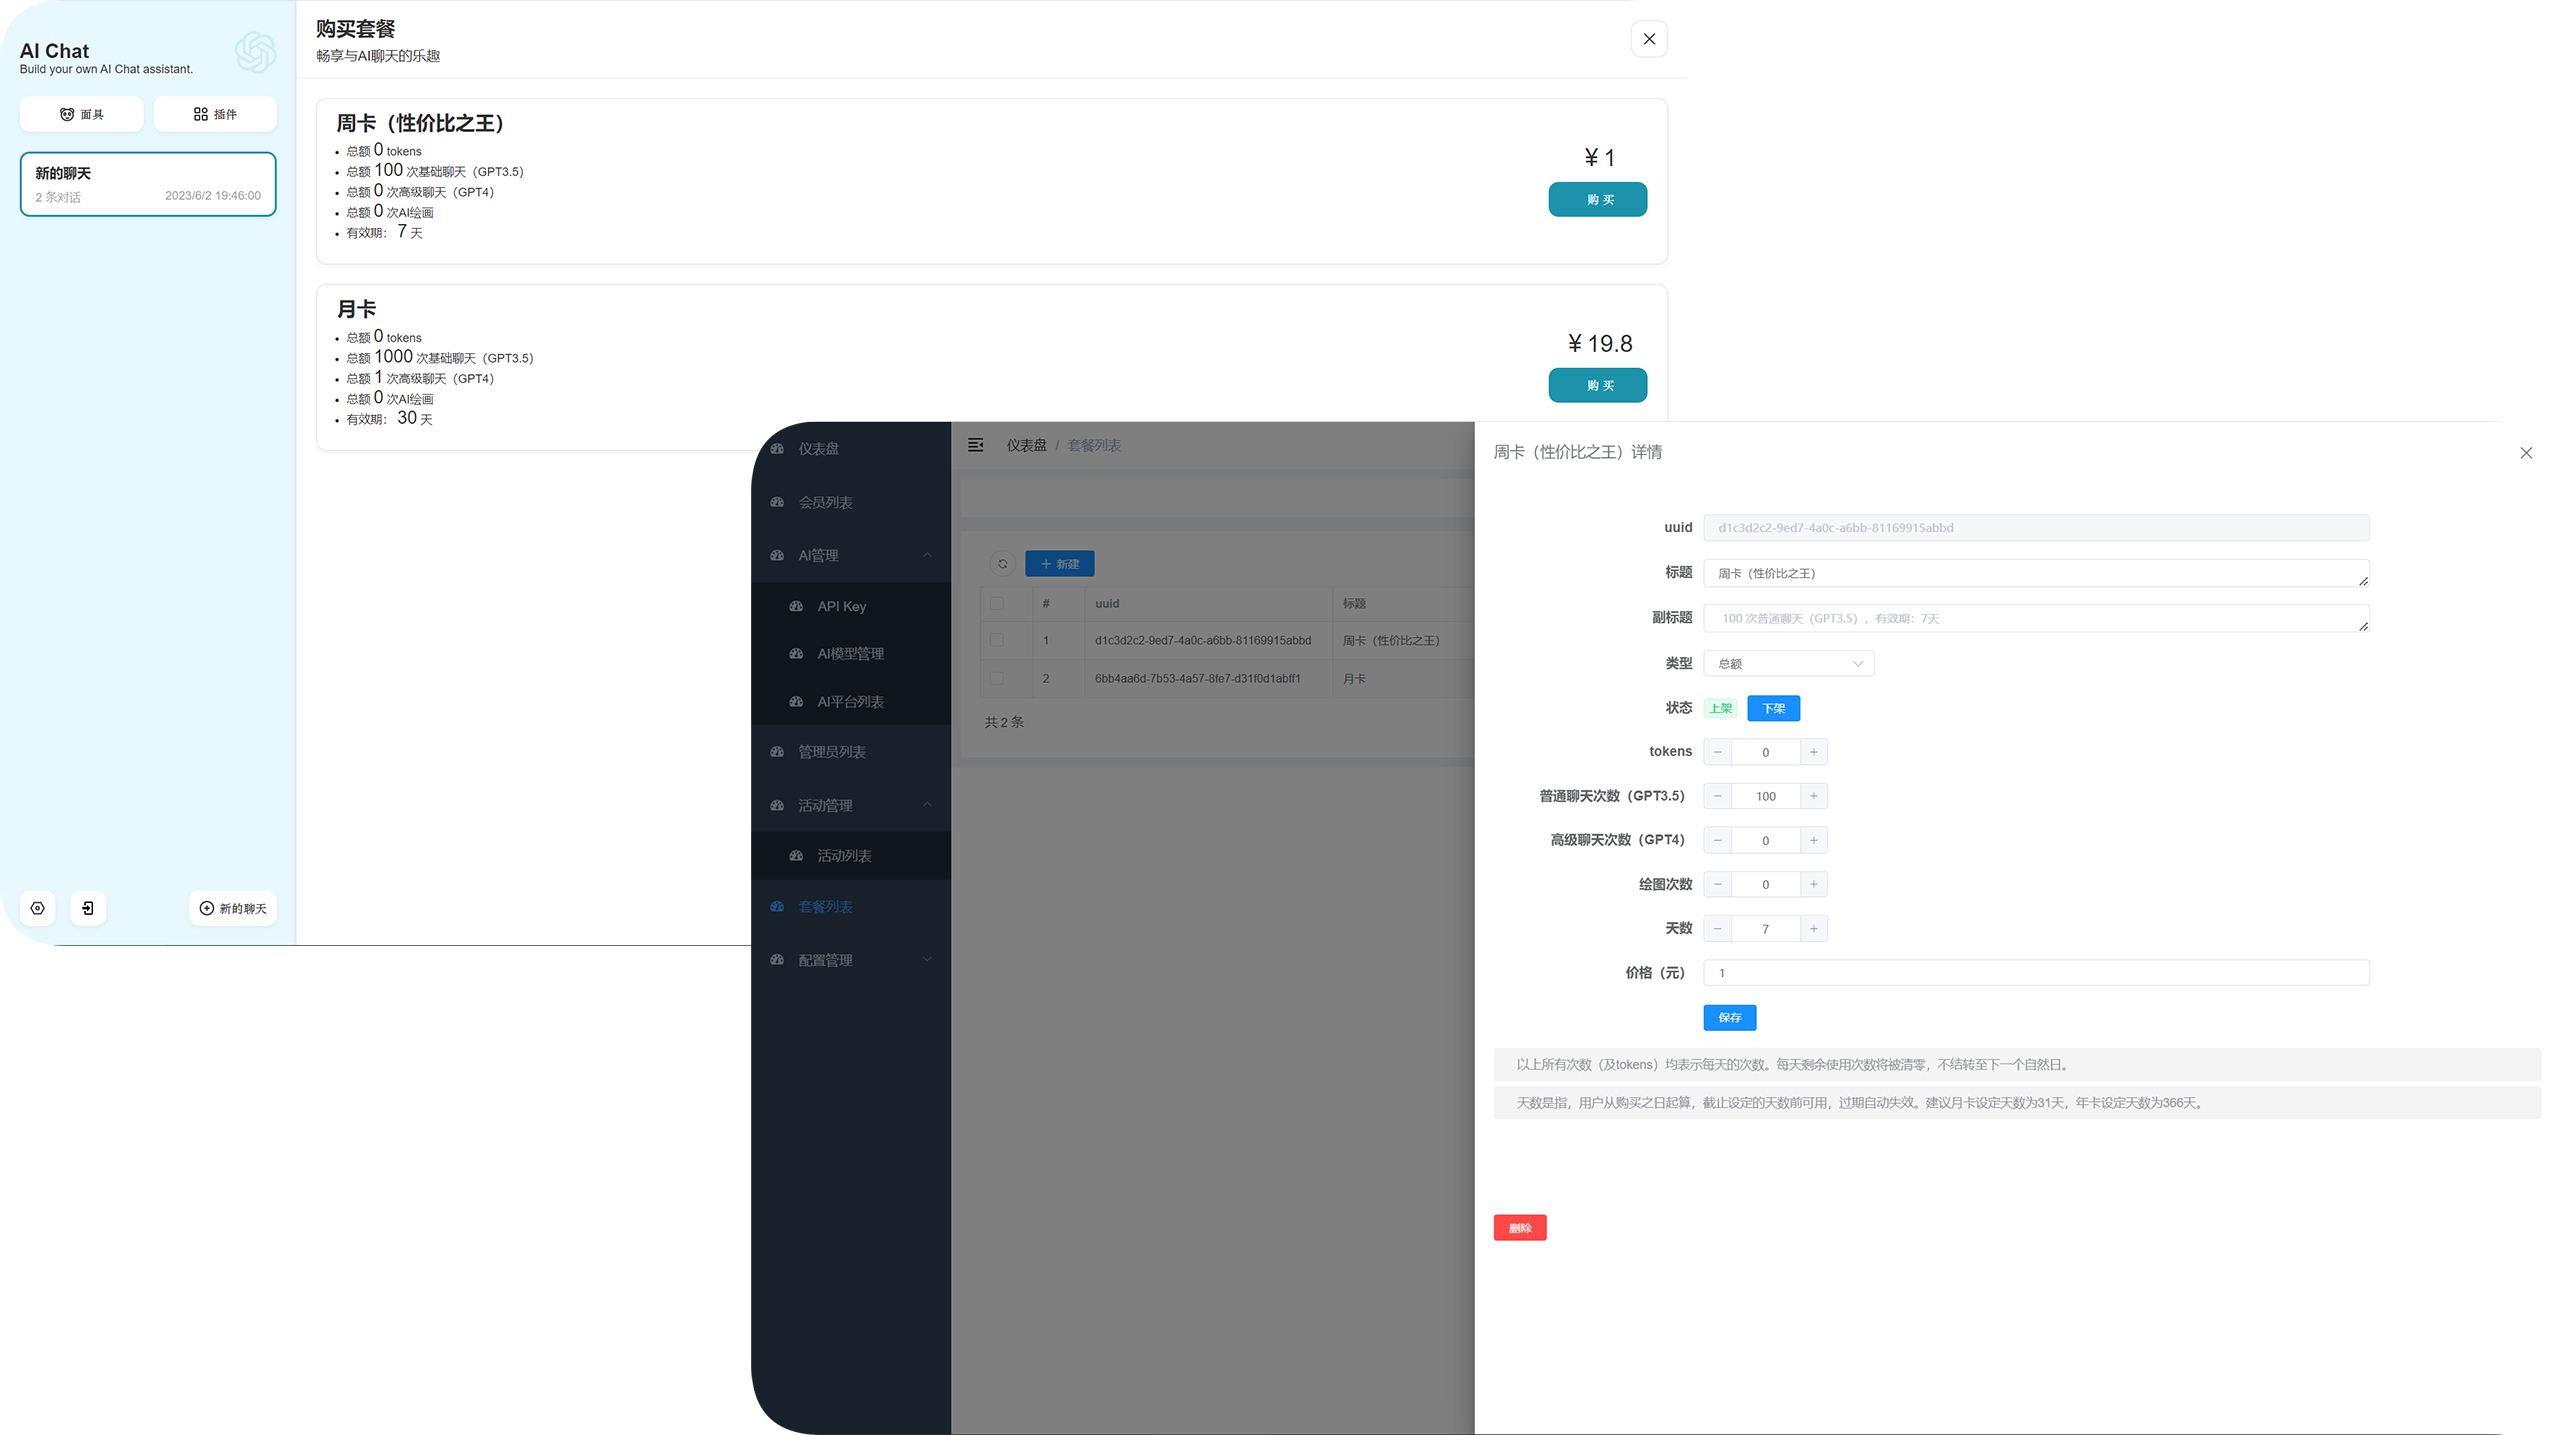 AI Chat
Build your own AI Chat assistant.
面具
插件
新的聊天
2 条对话
2023/6/2 19:46:00
新的聊天
购买套餐
畅享与AI聊天的乐趣
周卡（性价比之王）
总额 0 tokens
总额 100 次基础聊天（GPT3.5）
总额 0 次高级聊天（GPT4）
总额 0 次AI绘画
有效期： 7 天
¥ 1
购 买
月卡
总额 0 tokens
总额 1000 次基础聊天（GPT3.5）
总额 1 次高级聊天（GPT4）
总额 0 次AI绘画
有效期： 30 天
¥ 19.8
购 买
仪表盘
会员列表
AI管理
API Key
AI模型管理
AI平台列表
管理员列表
活动管理
活动列表
套餐列表
配置管理
仪表盘 / 套餐列表
新建
# uuid 标题
1 d1c3d2c2-9ed7-4a0c-a6bb-81169915abbd 周卡（性价比之王）
2 6bb4aa6d-7b53-4a57-8fe7-d31f0d1abff1 月卡
共 2 条
周卡（性价比之王）详情
uuid d1c3d2c2-9ed7-4a0c-a6bb-81169915abbd
标题 周卡（性价比之王）
副标题 100 次普通聊天（GPT3.5），有效期：7天
类型 总额
状态 上架 下架
tokens 0
普通聊天次数（GPT3.5） 100
高级聊天次数（GPT4） 0
绘图次数 0
天数 7
价格（元） 1
保存
以上所有次数（及tokens）均表示每天的次数。每天剩余使用次数将被清零，不结转至下一个自然日。
天数是指，用户从购买之日起算，截止设定的天数前可用，过期自动失效。建议月卡设定天数为31天，年卡设定天数为366天。
删除